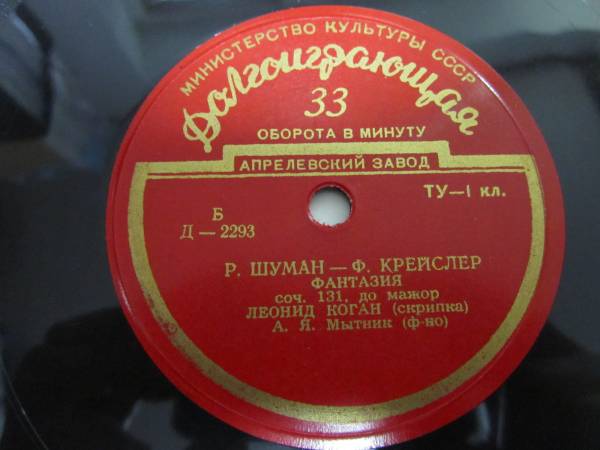 МИНИСТЕРСТВО КУЛЬТУРЫ СССР
Долгоиграющая
33
ОБОРОТА В МИНУТУ
АПРЕЛЕВСКИЙ ЗАВОД
ТУ—1 кл.
Б
Д — 2293
Р. ШУМАН — Ф. КРЕЙСЛЕР
ФАНТАЗИЯ
соч. 131, до мажор
ЛЕОНИД КОГАН (скрипка)
А. Я. Мытник (ф-но)